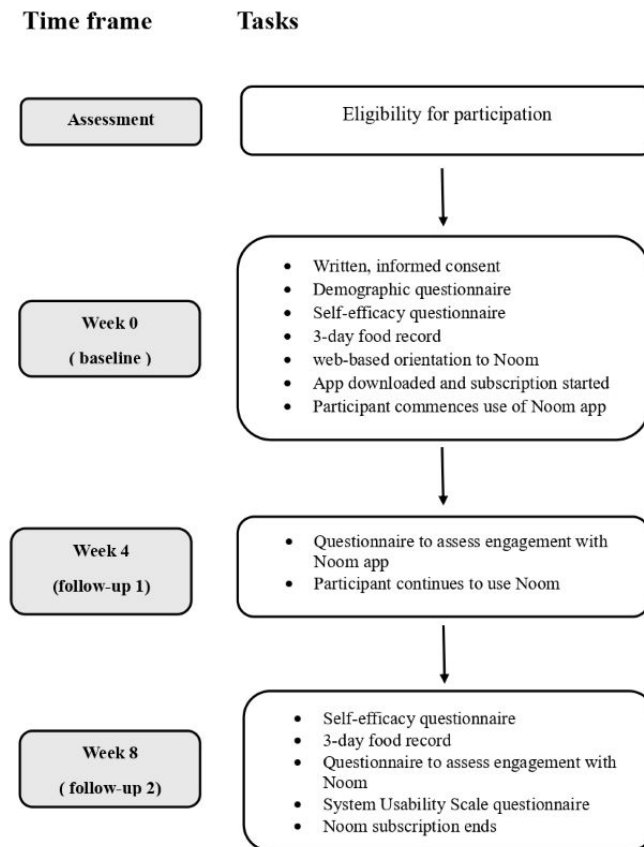 Time frame
Tasks
Assessment
Eligibility for participation
Week 0
( baseline )
• Written, informed consent
• Demographic questionnaire
• Self-efficacy questionnaire
• 3-day food record
• web-based orientation to Noom
• App downloaded and subscription started
• Participant commences use of Noom app
Week 4
(follow-up 1)
• Questionnaire to assess engagement with
Noom app
• Participant continues to use Noom
Week 8
( follow-up 2)
• Self-efficacy questionnaire
• 3-day food record
• Questionnaire to assess engagement with
Noom
• System Usability Scale questionnaire
• Noom subscription ends